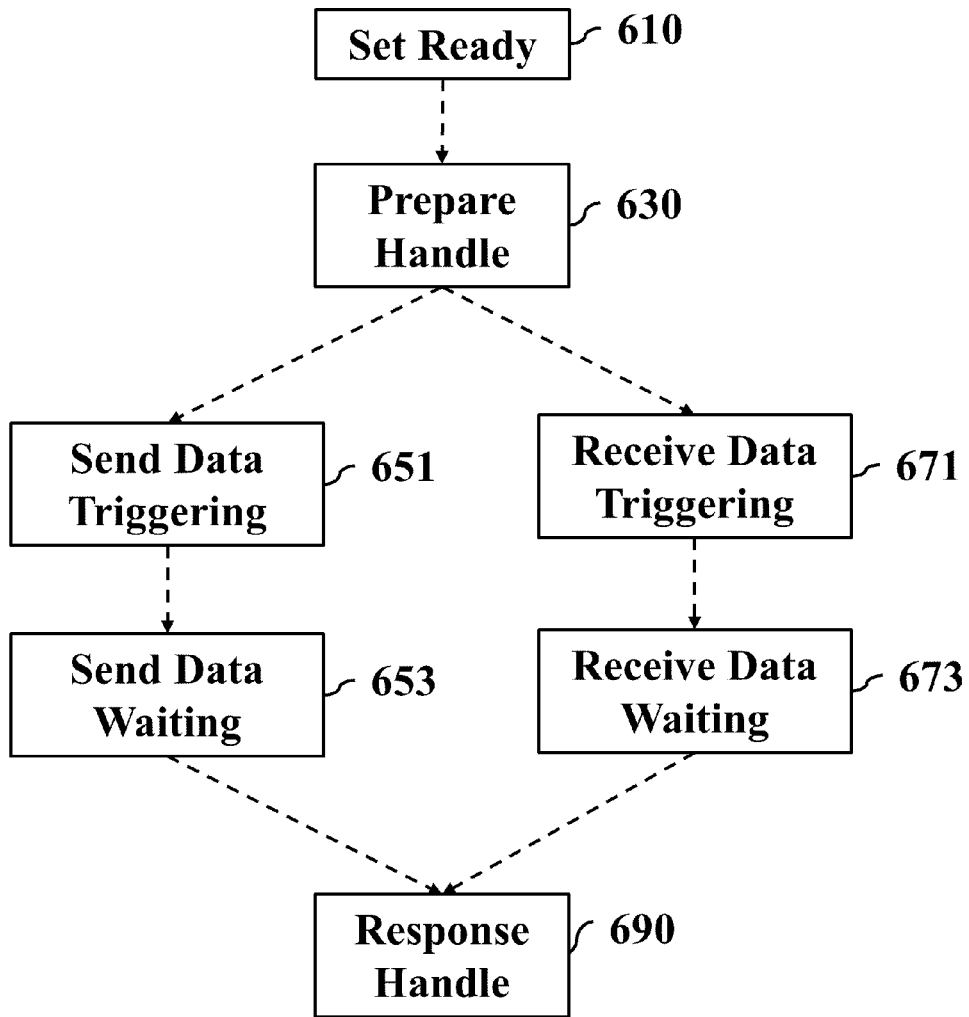 Set Ready
610
Prepare
Handle
630
Send Data
Triggering
651
Receive Data
Triggering
671
Send Data
Waiting
653
Receive Data
Waiting
673
Response
Handle
690